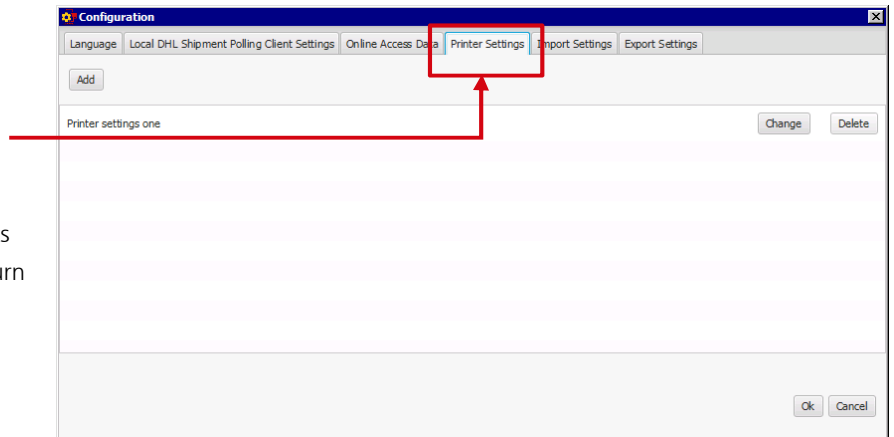 Configuration
Language Local DHL Shipment Polling Client Settings Online Access Data Printer Settings Import Settings Export Settings
Add
Printer settings one Change Delete
s
urn
Ok Cancel